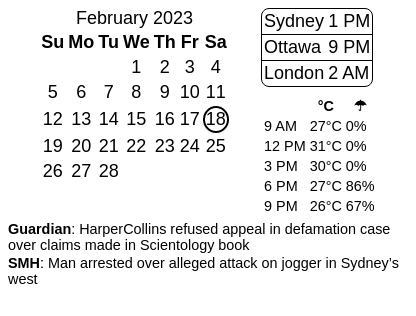 February 2023
Su Mo Tu We Th Fr Sa
1 2 3 4
5 6 7 8 9 10 11
12 13 14 15 16 17 18
19 20 21 22 23 24 25
26 27 28
Sydney 1 PM
Ottawa 9 PM
London 2 AM
°C ☂
9 AM 27°C 0%
12 PM 31°C 0%
3 PM 30°C 0%
6 PM 27°C 86%
9 PM 26°C 67%
Guardian: HarperCollins refused appeal in defamation case
over claims made in Scientology book
SMH: Man arrested over alleged attack on jogger in Sydney’s
west